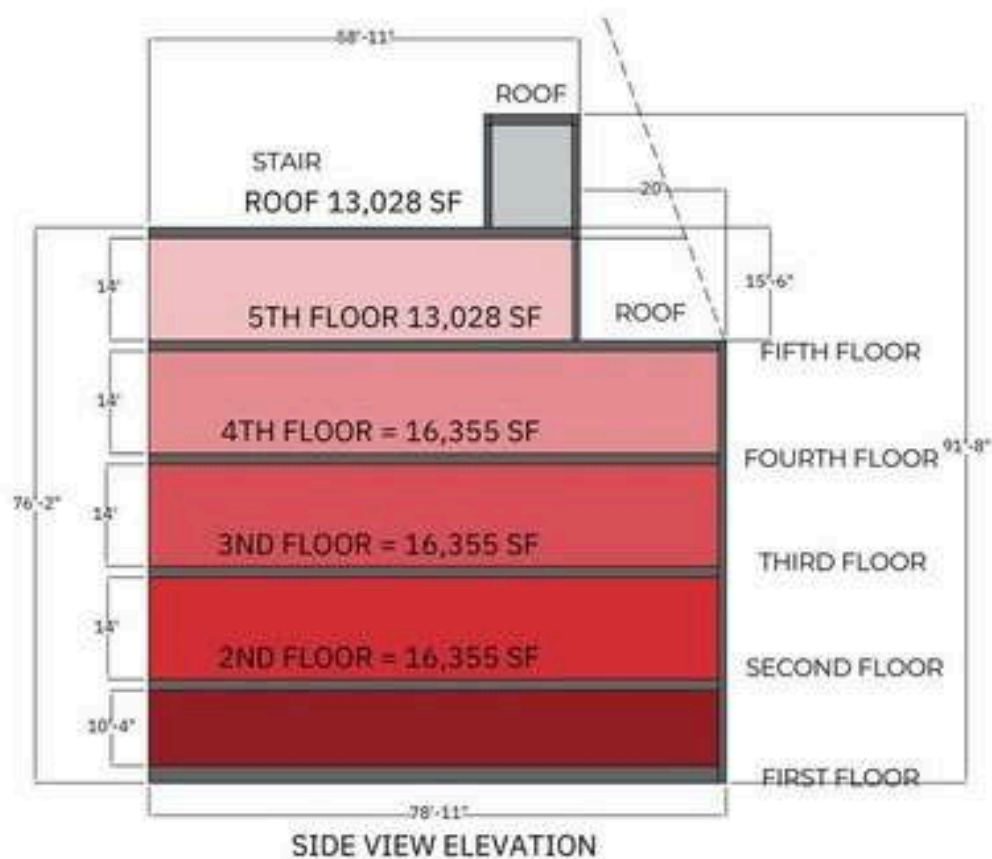 58'-11"
ROOF
STAIR
20'
ROOF 13,028 SF
14'
15'-6"
5TH FLOOR 13,028 SF
ROOF
FIFTH FLOOR
14'
4TH FLOOR = 16,355 SF
FOURTH FLOOR
91'-8"
76'-2"
14'
3ND FLOOR = 16,355 SF
THIRD FLOOR
14'
2ND FLOOR = 16,355 SF
SECOND FLOOR
10'-4"
FIRST FLOOR
78'-11"
SIDE VIEW ELEVATION